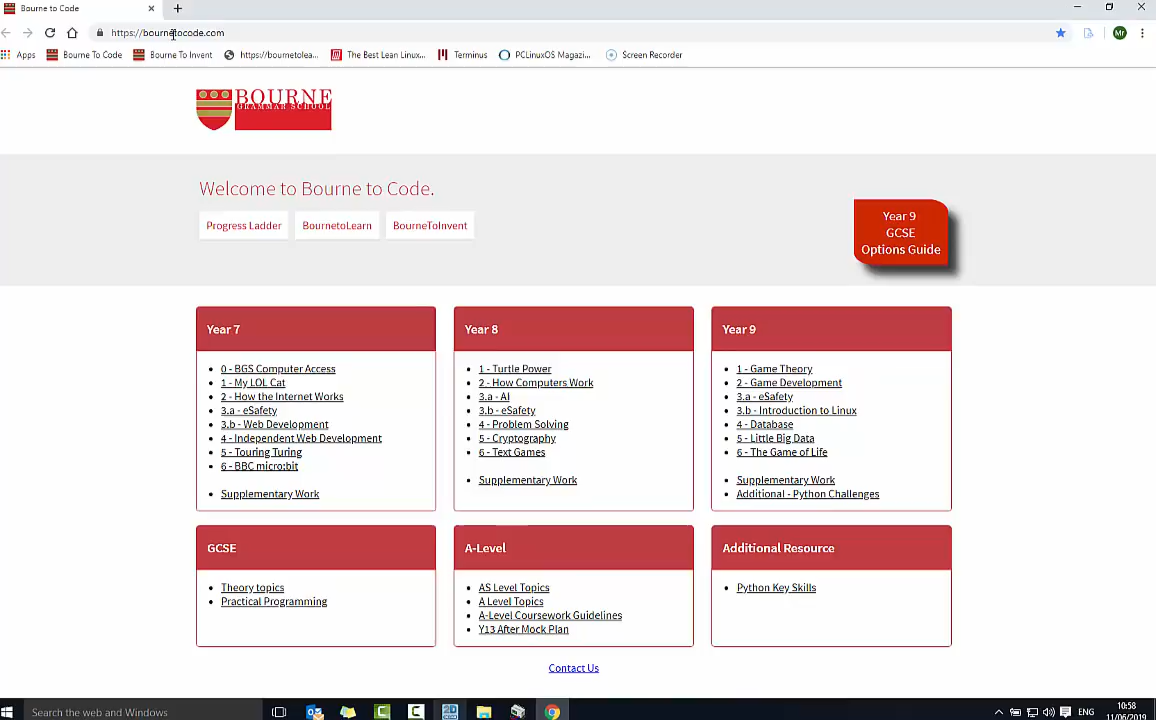 Bourne to Code
https://bournetocode.com
Mr
Apps Bourne To Code Bourne To Invent https://bournetolea... The Best Lean Linux... Terminus PCLinuxOS Magazi... Screen Recorder
BOURNE
GRAMMAR SCHOOL
Welcome to Bourne to Code.
Progress Ladder BournetoLearn BourneToInvent
Year 9
GCSE
Options Guide
Year 7
0 - BGS Computer Access
1 - My LOL Cat
2 - How the Internet Works
3.a - eSafety
3.b - Web Development
4 - Independent Web Development
5 - Touring Turing
6 - BBC micro:bit
Supplementary Work
Year 8
1 - Turtle Power
2 - How Computers Work
3.a - AI
3.b - eSafety
4 - Problem Solving
5 - Cryptography
6 - Text Games
Supplementary Work
Year 9
1 - Game Theory
2 - Game Development
3.a - eSafety
3.b - Introduction to Linux
4 - Database
5 - Little Big Data
6 - The Game of Life
Supplementary Work
Additional - Python Challenges
GCSE
Theory topics
Practical Programming
A-Level
AS Level Topics
A Level Topics
A-Level Coursework Guidelines
Y13 After Mock Plan
Additional Resource
Python Key Skills
Contact Us
Search the web and Windows
ENG
10:58
11/06/2019